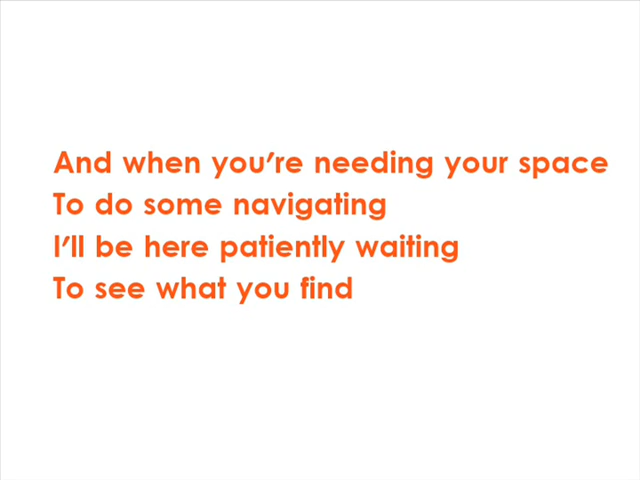 And when you're needing your space
To do some navigating
I'll be here patiently waiting
To see what you find